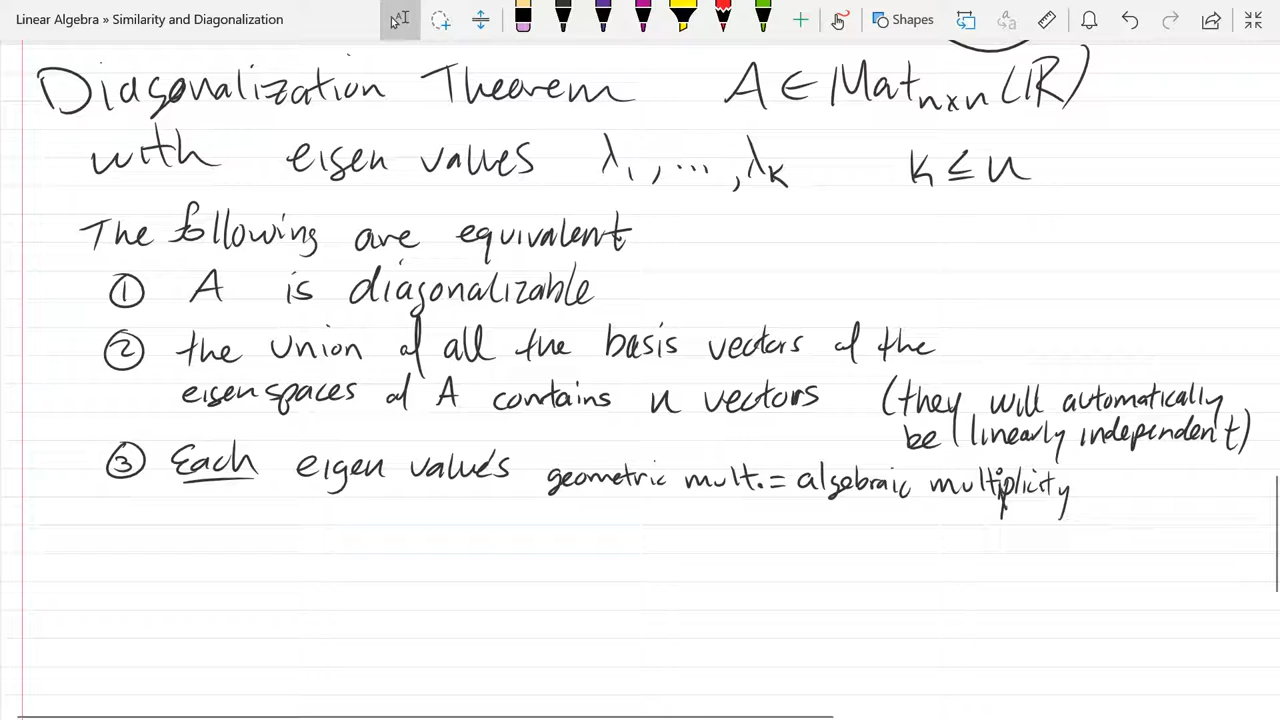 Linear Algebra » Similarity and Diagonalization
Shapes
Diagonalization Theorem A ∈ Mat_{n×n}(ℝ)
with eigen values λ₁, ..., λ_k k ≤ n
The following are equivalent
① A is diagonalizable
② the union of all the basis vectors of the
eigenspaces of A contains n vectors (they will automatically
be linearly independent)
③ Each eigen values geometric mult. = algebraic multiplicity